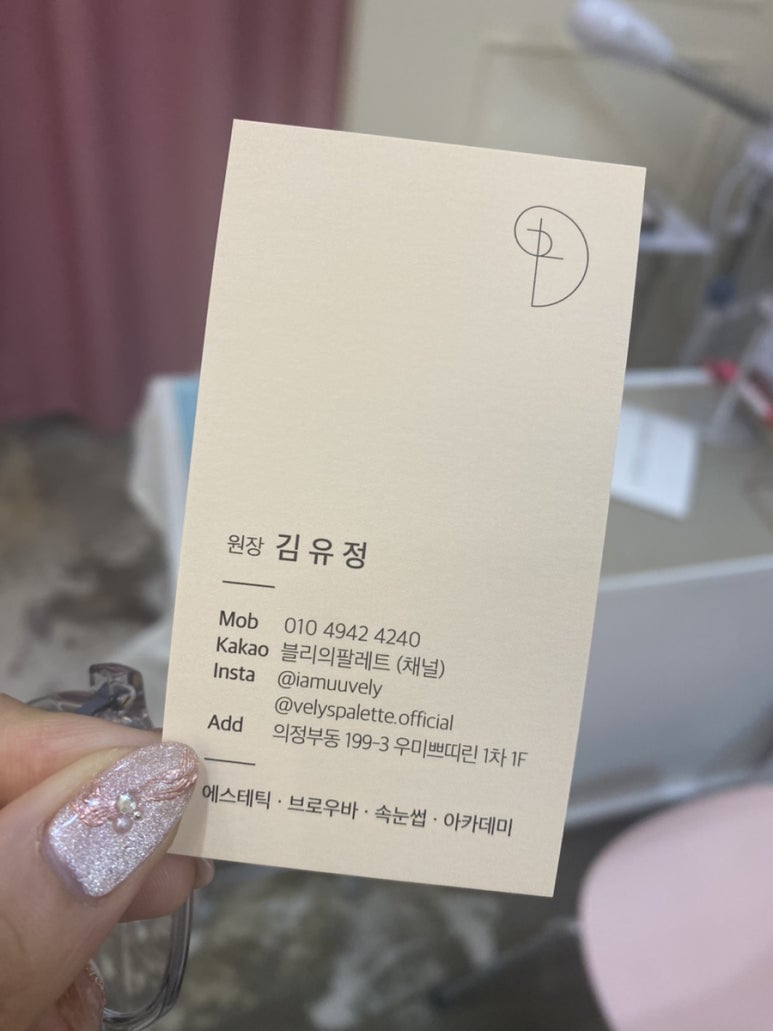 원장 김유정
Mob 010 4942 4240
Kakao 블리의팔레트 (채널)
Insta @iamuuvely
@velyspalette.official
Add 의정부동 199-3 우미쁘띠린 1차 1F
에스테틱 · 브로우바 · 속눈썹 · 아카데미